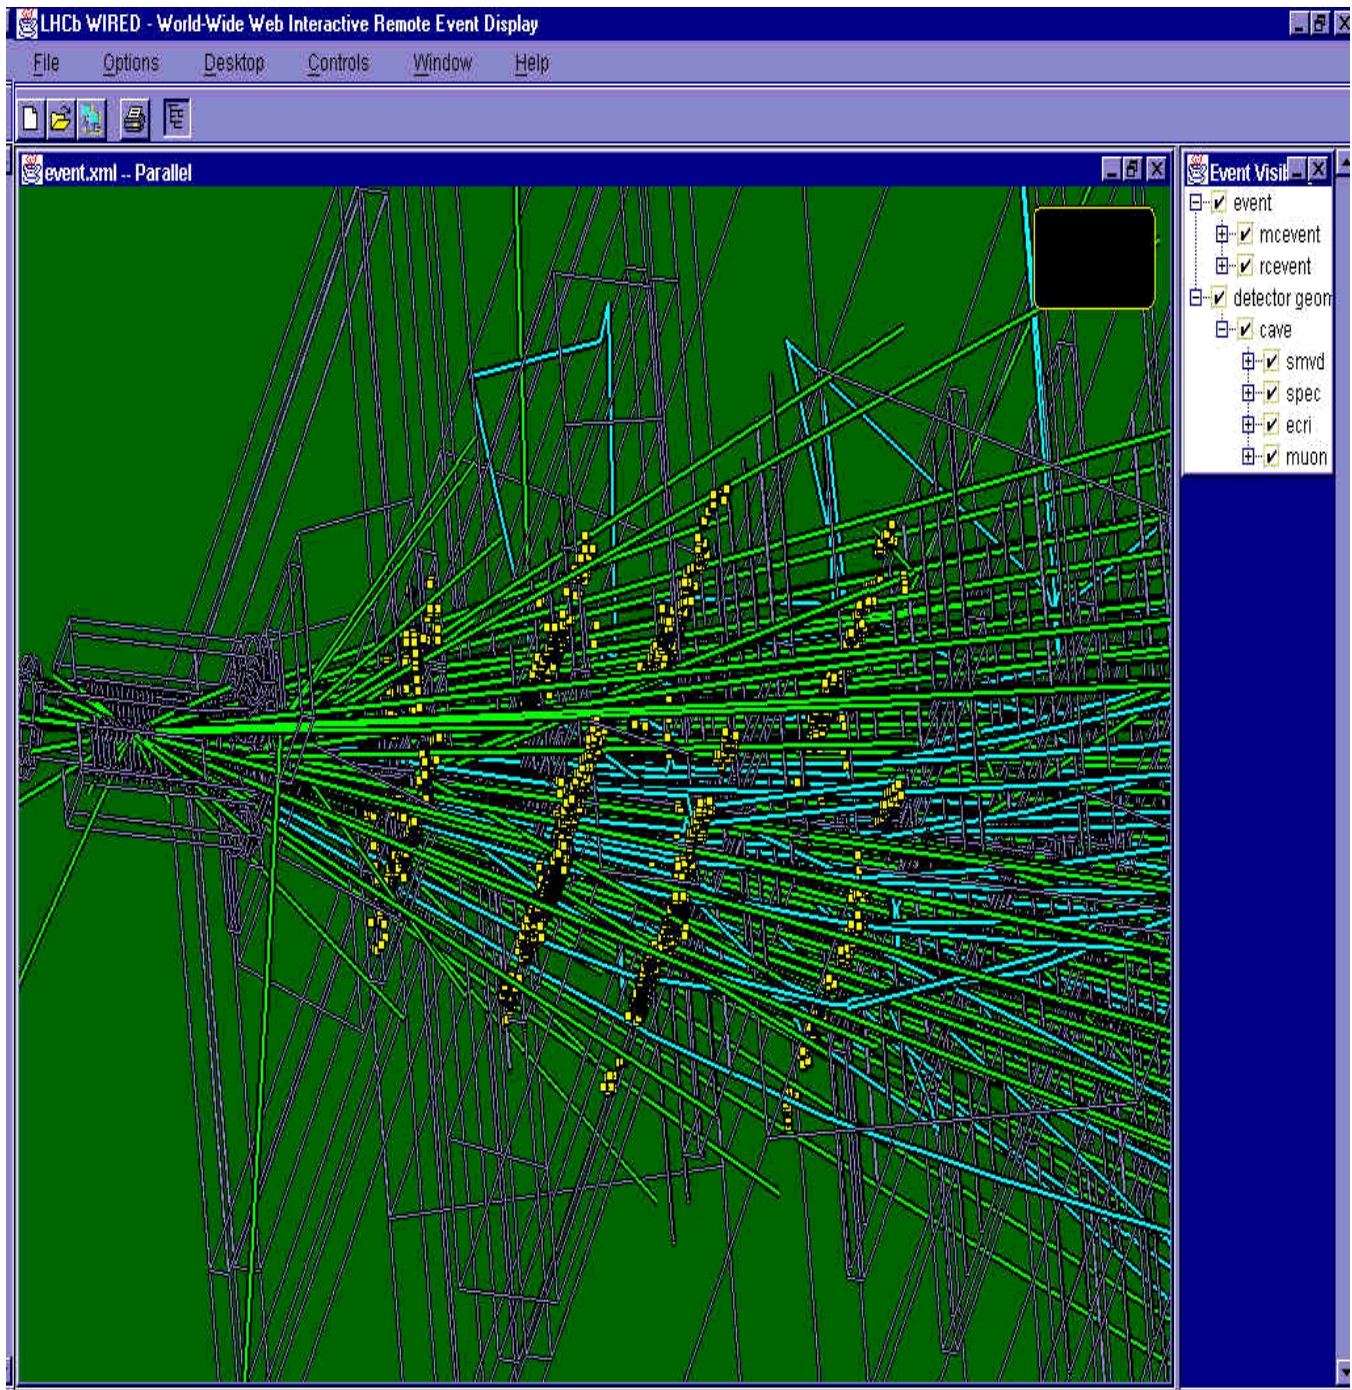 LHCb WIRED - World-Wide Web Interactive Remote Event Display
File Options Desktop Controls Window Help
event.xml -- Parallel
Event Visil
event
mcevent
rcevent
detector geom
cave
smvd
spec
ecri
muon